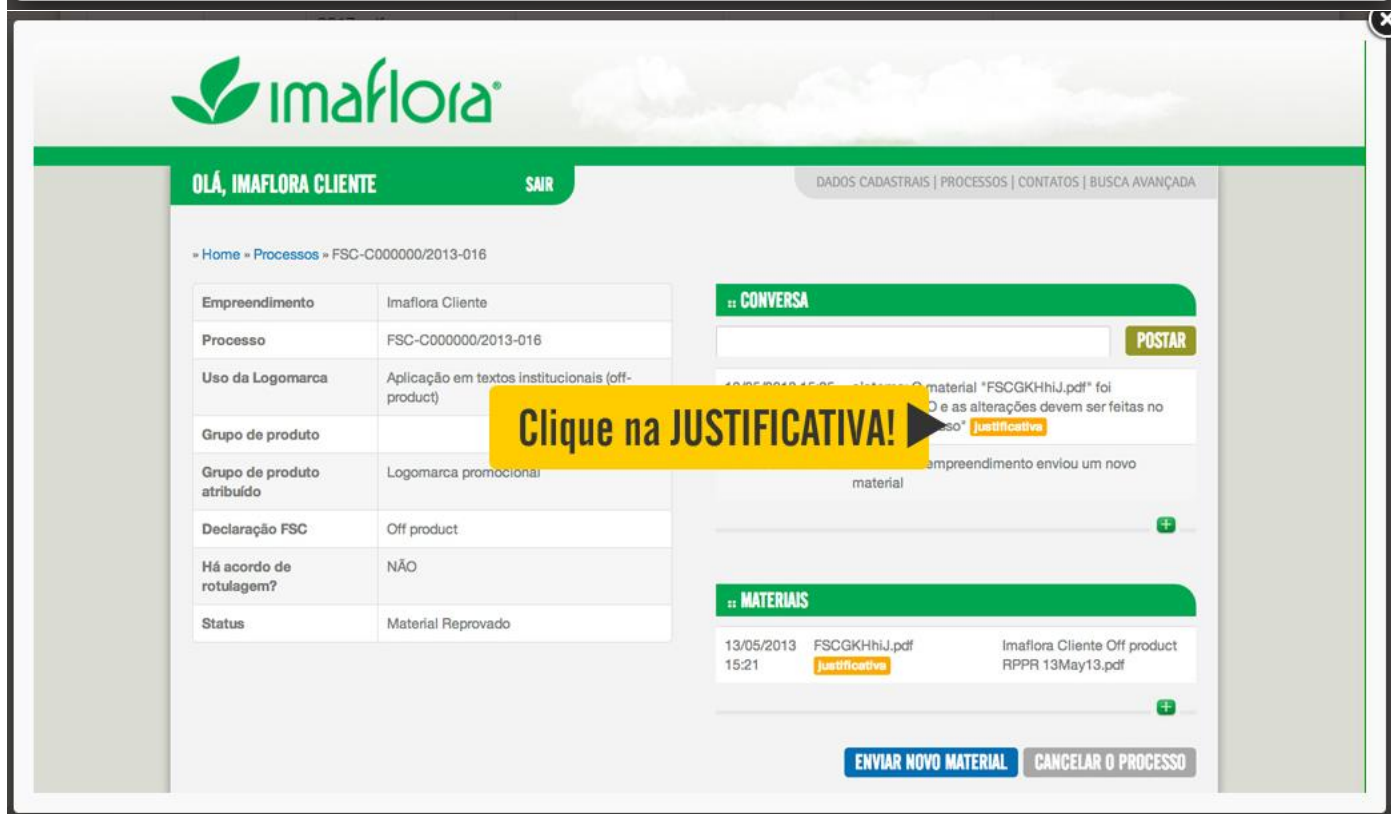 imaflora®
OLÁ, IMAFLORA CLIENTE SAIR
DADOS CADASTRAIS | PROCESSOS | CONTATOS | BUSCA AVANÇADA
» Home » Processos » FSC-C000000/2013-016
Empreendimento Imaflora Cliente
Processo FSC-C000000/2013-016
Uso da Logomarca Aplicação em textos institucionais (off-
product)
Grupo de produto
Grupo de produto
atribuído
Logomarca promocional
Declaração FSC Off product
Há acordo de
rotulagem?
NÃO
Status Material Reprovado
:: CONVERSA
POSTAR
material "FSCGKHhiJ.pdf" foi
e as alterações devem ser feitas no
justificativa
Clique na JUSTIFICATIVA!
empreendimento enviou um novo
material
:: MATERIAIS
13/05/2013
15:21
FSCGKHhiJ.pdf
justificativa
Imaflora Cliente Off product
RPPR 13May13.pdf
ENVIAR NOVO MATERIAL CANCELAR O PROCESSO